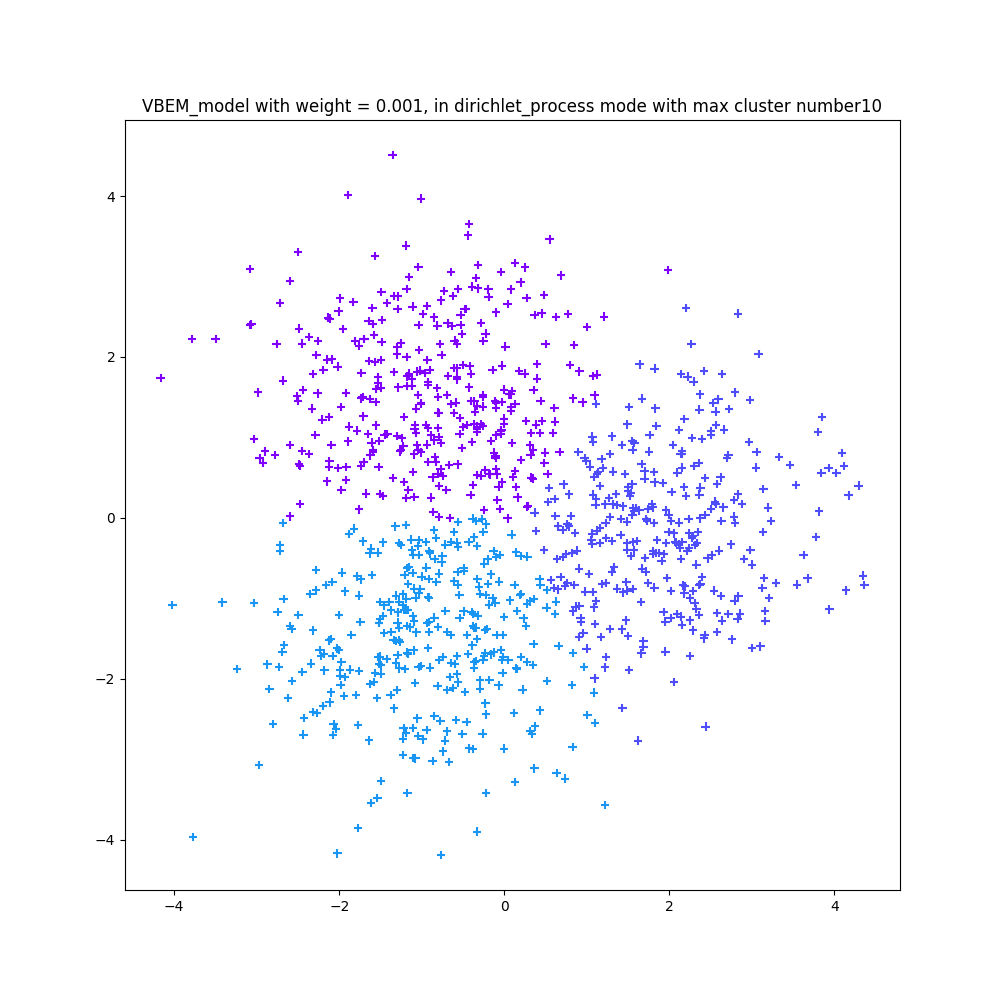 VBEM_model with weight = 0.001, in dirichlet_process mode with max cluster number10
4
2
0
−2
−4
−4 −2 0 2 4